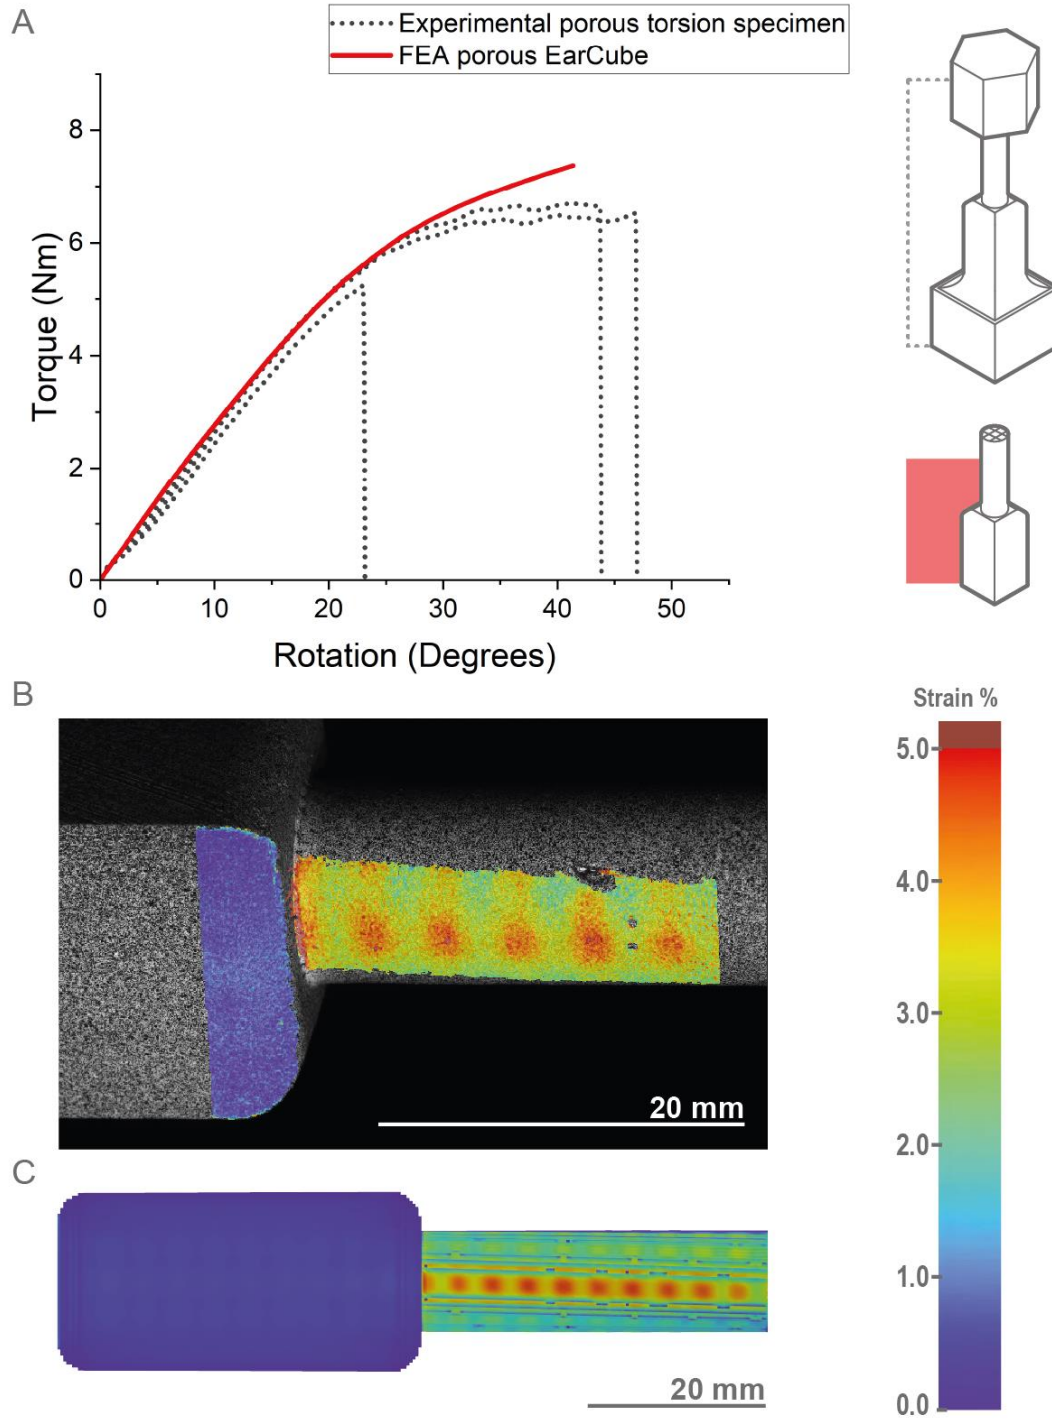 A
Experimental porous torsion specimen
FEA porous EarCube
8
6
4
2
0
Torque (Nm)
0 10 20 30 40 50
Rotation (Degrees)
B
Strain %
5.0
4.0
3.0
2.0
1.0
0.0
20 mm
C
20 mm